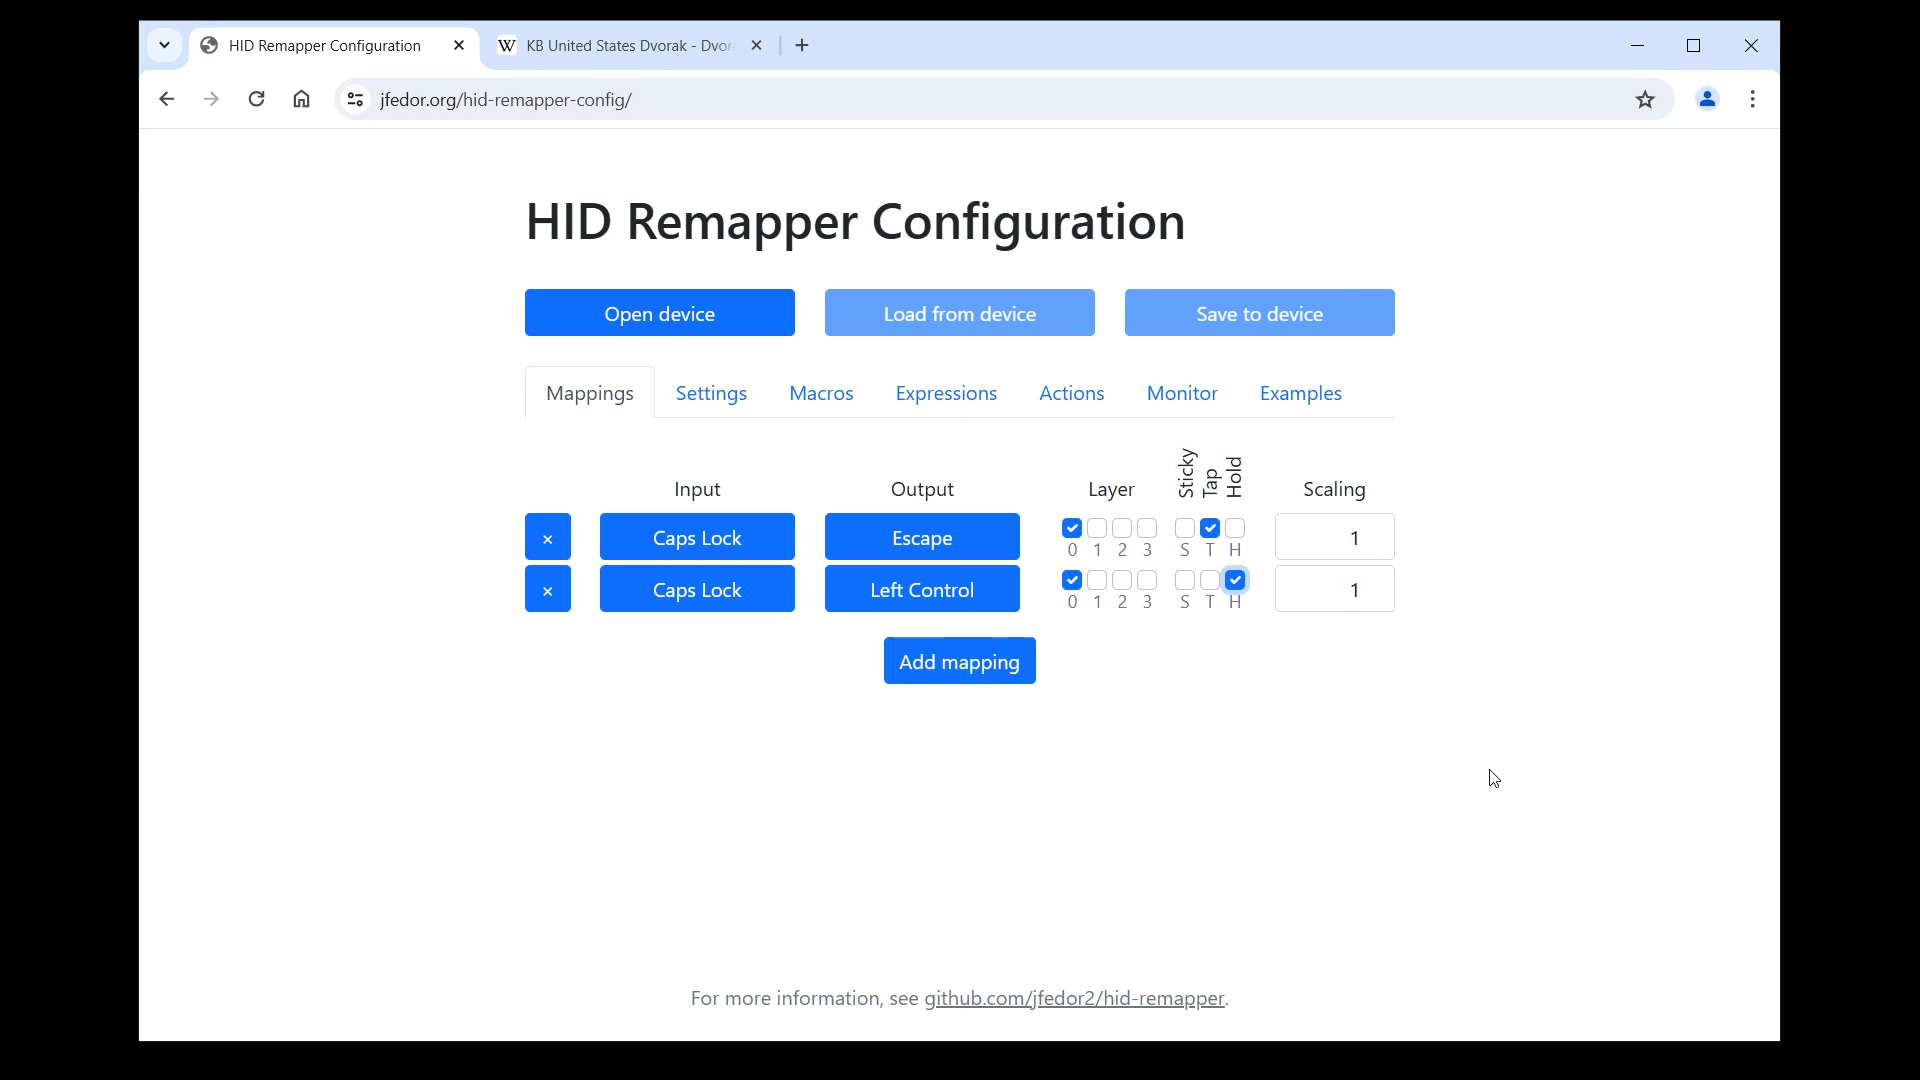 HID Remapper Configuration
KB United States Dvorak - Dvor
jfedor.org/hid-remapper-config/
HID Remapper Configuration
Open device
Load from device
Save to device
Mappings Settings Macros Expressions Actions Monitor Examples
Input Output Layer Sticky Tap Hold Scaling
× Caps Lock Escape 0 1 2 3 S T H 1
× Caps Lock Left Control 0 1 2 3 S T H 1
Add mapping
For more information, see github.com/jfedor2/hid-remapper.